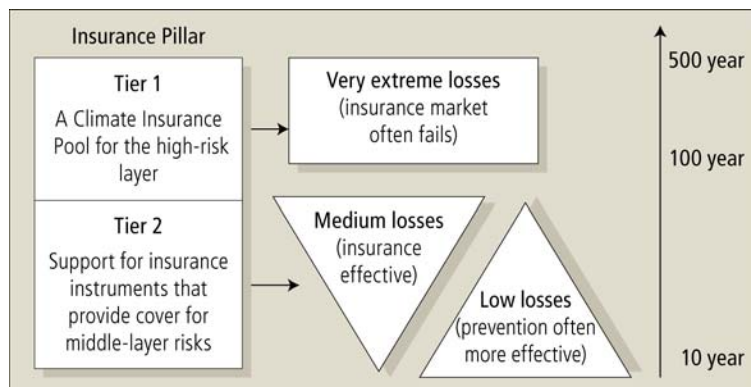 Insurance Pillar
Tier 1
A Climate Insurance
Pool for the high-risk
layer
Tier 2
Support for insurance
instruments that
provide cover for
middle-layer risks
Very extreme losses
(insurance market
often fails)
Medium losses
(insurance
effective)
Low losses
(prevention often
more effective)
500 year
100 year
10 year